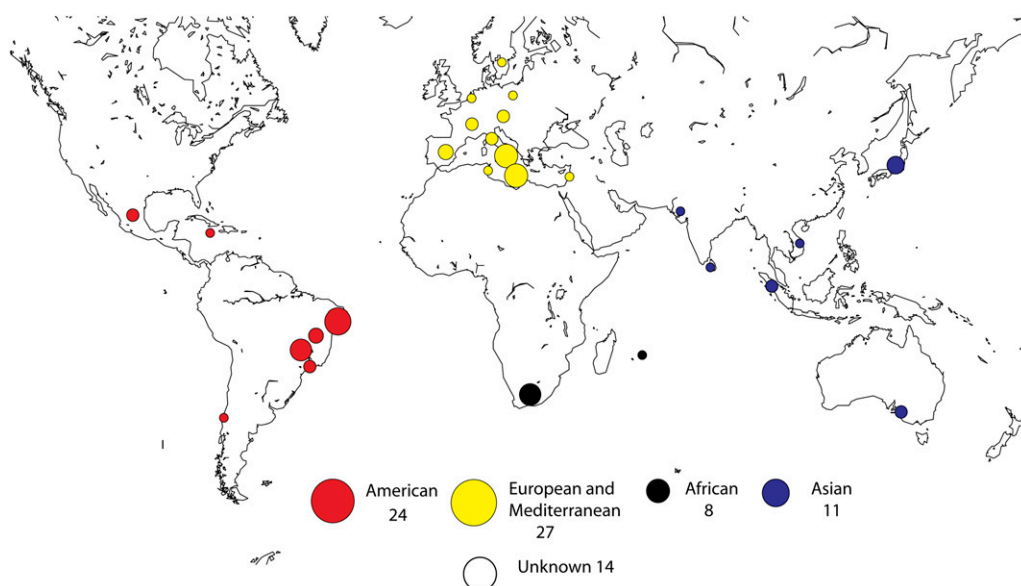 American
24
European and
Mediterranean
27
African
8
Asian
11
Unknown 14